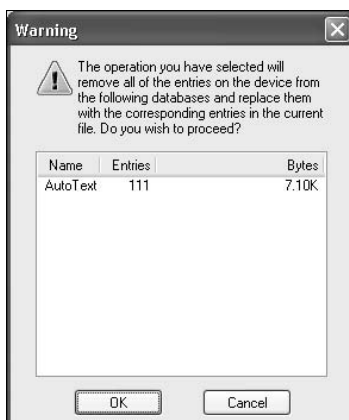 Warning
The operation you have selected will
remove all of the entries on the device from
the following databases and replace them
with the corresponding entries in the current
file. Do you wish to proceed?
Name Entries Bytes
AutoText 111 7.10K
OK Cancel